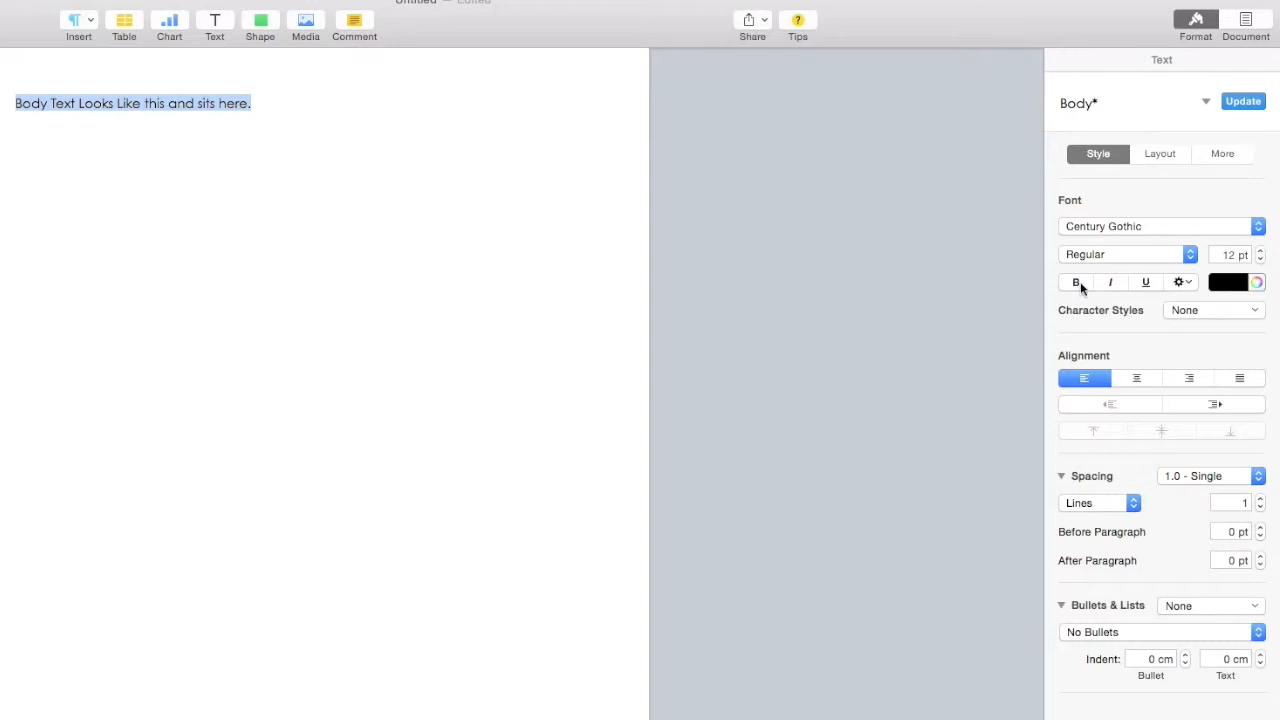 Untitled — Edited
Insert Table Chart T Text Shape Media Comment Share ? Tips Format Document
Text
Body Text Looks Like this and sits here.
Body* Update
Style Layout More
Font
Century Gothic
Regular 12 pt
B I U
Character Styles None
Alignment
Spacing 1.0 - Single
Lines 1
Before Paragraph 0 pt
After Paragraph 0 pt
Bullets & Lists None
No Bullets
Indent: 0 cm 0 cm
Bullet Text